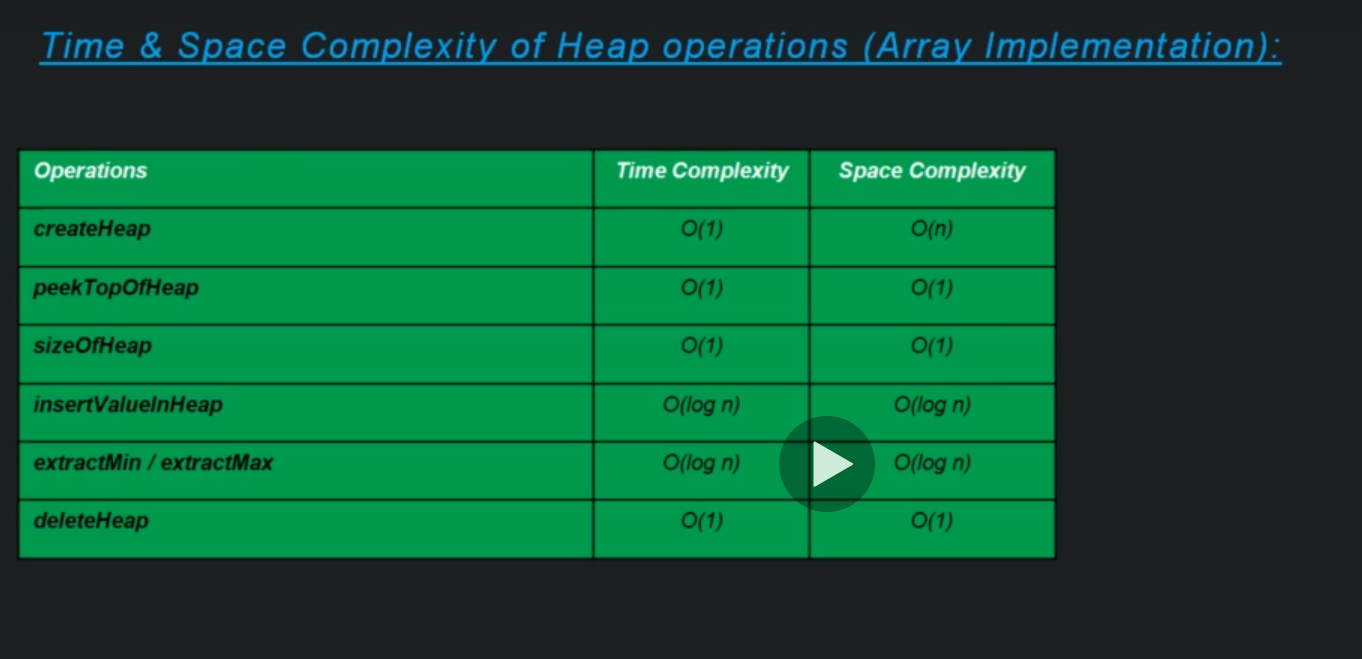 Time & Space Complexity of Heap operations (Array Implementation):
Operations Time Complexity Space Complexity
createHeap O(1) O(n)
peekTopOfHeap O(1) O(1)
sizeOfHeap O(1) O(1)
insertValueInHeap O(log n) O(log n)
extractMin / extractMax O(log n) O(log n)
deleteHeap O(1) O(1)